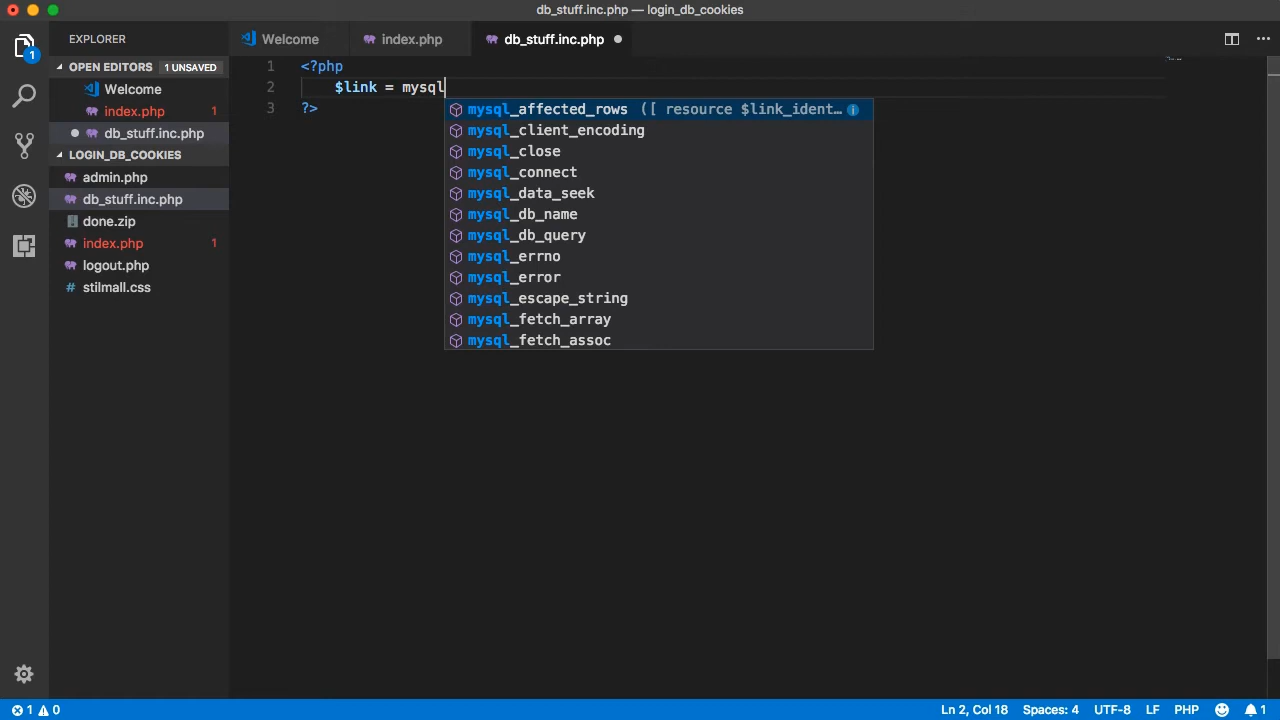 db_stuff.inc.php — login_db_cookies
EXPLORER
Welcome
index.php
db_stuff.inc.php
OPEN EDITORS
1 UNSAVED
Welcome
index.php
1
db_stuff.inc.php
LOGIN_DB_COOKIES
admin.php
db_stuff.inc.php
done.zip
index.php
1
logout.php
# stilmall.css
1
1 <?php
2 $link = mysql
3 ?>
mysql_affected_rows ([ resource $link_ident…
mysql_client_encoding
mysql_close
mysql_connect
mysql_data_seek
mysql_db_name
mysql_db_query
mysql_errno
mysql_error
mysql_escape_string
mysql_fetch_array
mysql_fetch_assoc
1 0
Ln 2, Col 18
Spaces: 4
UTF-8
LF
PHP
1